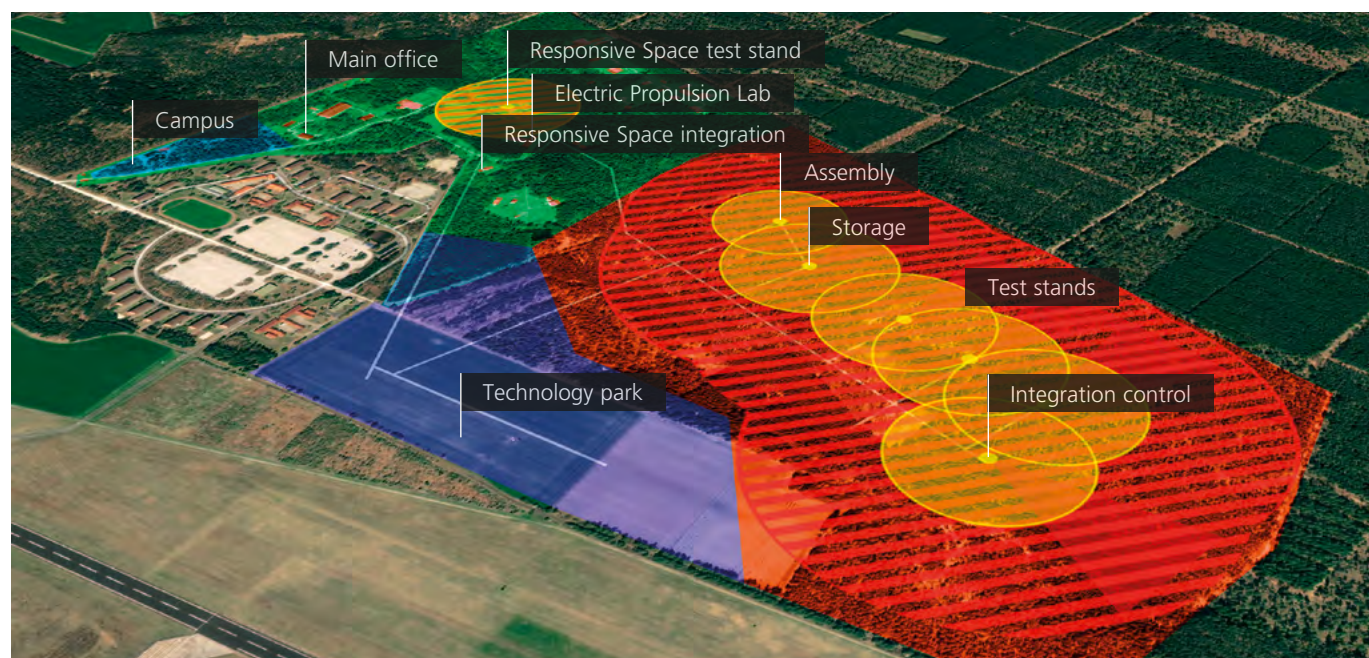 Responsive Space test stand
Main office
Electric Propulsion Lab
Campus
Responsive Space integration
Assembly
Storage
Test stands
Technology park
Integration control